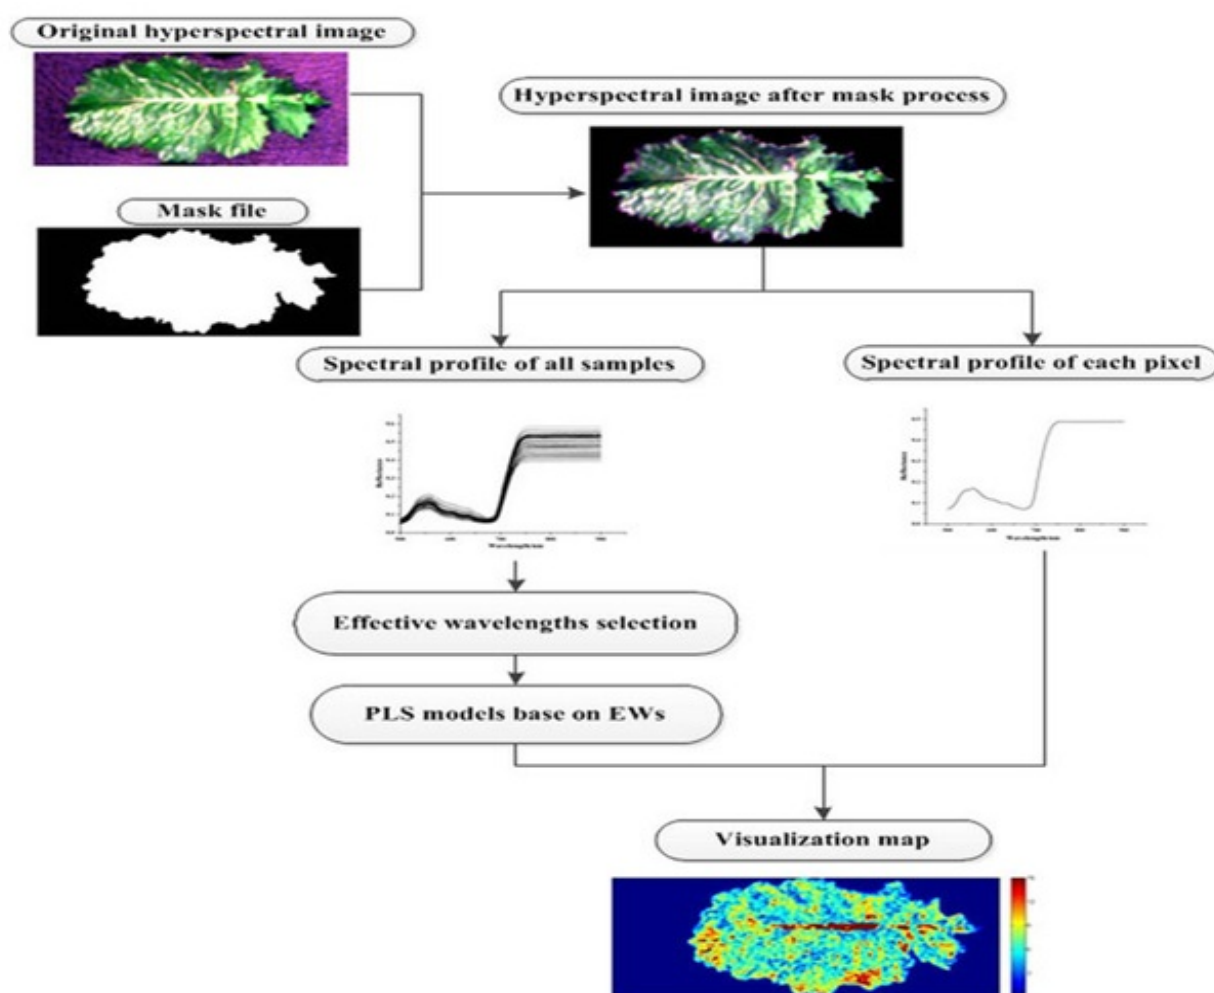 Original hyperspectral image
Hyperspectral image after mask process
Mask file
Spectral profile of all samples
Spectral profile of each pixel
Effective wavelengths selection
PLS models base on EWs
Visualization map